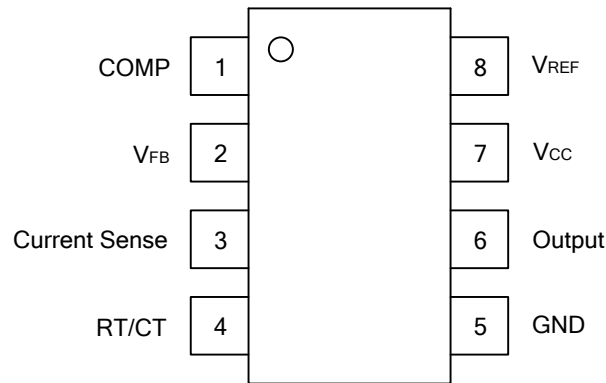 COMP 1 8 VREF
VFB 2 7 VCC
Current Sense 3 6 Output
RT/CT 4 5 GND